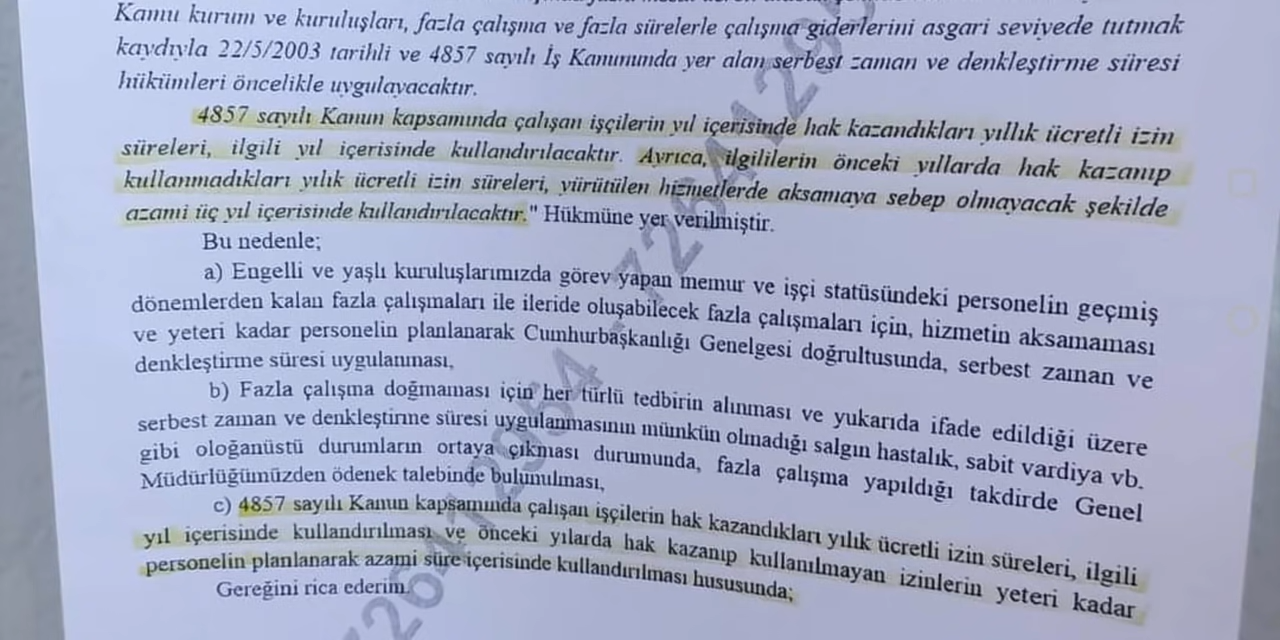 Kamu kurum ve kuruluşları, fazla çalışma ve fazla sürelerle çalışma giderlerini asgari seviyede tutmak
kaydıyla 22/5/2003 tarihli ve 4857 sayılı İş Kanununda yer alan serbest zaman ve denkleştirme süresi
hükümleri öncelikle uygulayacaktır.
4857 sayılı Kanun kapsamında çalışan işçilerin yıl içerisinde hak kazandıkları yıllık ücretli izin
süreleri, ilgili yıl içerisinde kullandırılacaktır. Ayrıca, ilgililerin önceki yıllarda hak kazanıp
kullanmadıkları yılık ücretli izin süreleri, yürütülen hizmetlerde aksamaya sebep olmayacak şekilde
azami üç yıl içerisinde kullandırılacaktır." Hükmüne yer verilmiştir.
Bu nedenle;
a) Engelli ve yaşlı kuruluşlarımızda görev yapan memur ve işçi statüsündeki personelin geçmiş
dönemlerden kalan fazla çalışmaları ile ileride oluşabilecek fazla çalışmaları için, hizmetin aksamaması
ve yeteri kadar personelin planlanarak Cumhurbaşkanlığı Genelgesi doğrultusunda, serbest zaman ve
denkleştirme süresi uygulanması,
b) Fazla çalışma doğmaması için her türlü tedbirin alınması ve yukarıda ifade edildiği üzere
serbest zaman ve denkleştirme süresi uygulanmasının mümkün olmadığı salgın hastalık, sabit vardiya vb.
gibi oloğanüstü durumların ortaya çıkması durumunda, fazla çalışma yapıldığı takdirde Genel
Müdürlüğümüzden ödenek talebinde bulunulması,
c) 4857 sayılı Kanun kapsamında çalışan işçilerin hak kazandıkları yılık ücretli izin süreleri, ilgili
yıl içerisinde kullandırılması ve önceki yılarda hak kazanıp kullanılmayan izinlerin yeteri kadar
personelin planlanarak azami süre içerisinde kullandırılması hususunda;
Gereğini rica ederim.